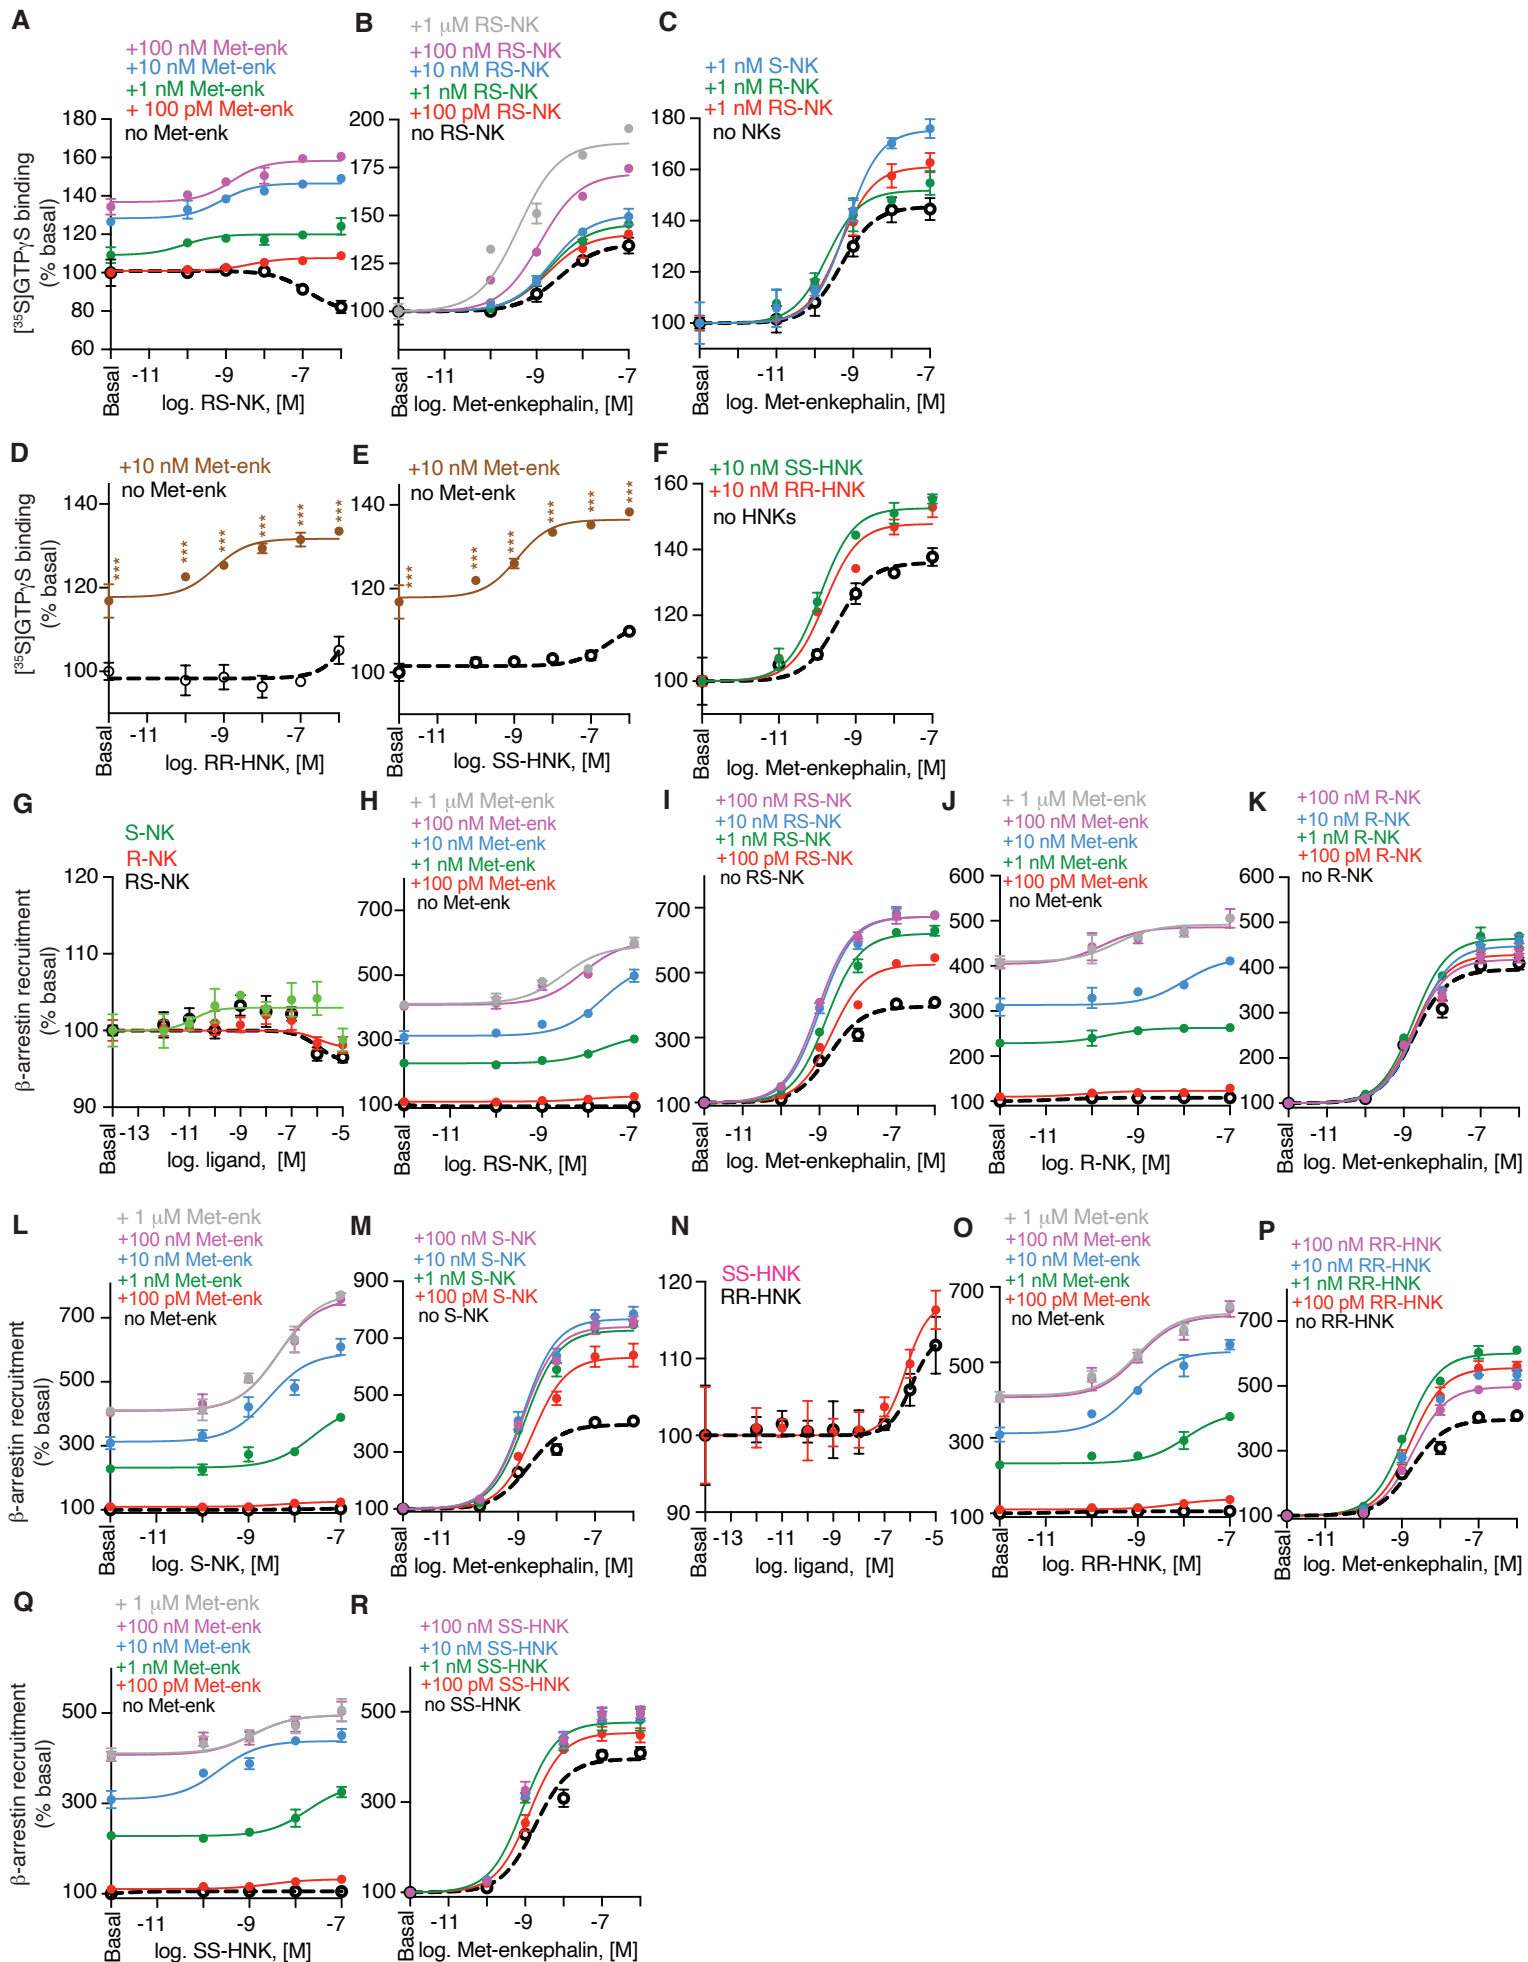 A
+100 nM Met-enk
+10 nM Met-enk
+1 nM Met-enk
+ 100 pM Met-enk
no Met-enk
180
160
140
120
100
80
60
[³⁵S]GTPγS binding
(% basal)
Basal
-11
-9
-7
log. RS-NK, [M]
B
+1 μM RS-NK
+100 nM RS-NK
+10 nM RS-NK
+1 nM RS-NK
+100 pM RS-NK
no RS-NK
200
175
150
125
100
Basal
-11
-9
-7
log. Met-enkephalin, [M]
C
+1 nM S-NK
+1 nM R-NK
+1 nM RS-NK
no NKs
180
160
140
120
100
Basal
-11
-9
-7
log. Met-enkephalin, [M]
D
+10 nM Met-enk
no Met-enk
140
120
100
[³⁵S]GTPγS binding
(% basal)
***
***
***
***
***
***
Basal
-11
-9
-7
log. RR-HNK, [M]
E
+10 nM Met-enk
no Met-enk
140
120
100
***
***
***
***
***
***
Basal
-11
-9
-7
log. SS-HNK, [M]
F
+10 nM SS-HNK
+10 nM RR-HNK
no HNKs
160
140
120
100
Basal
-11
-9
-7
log. Met-enkephalin, [M]
G
S-NK
R-NK
RS-NK
120
110
100
90
β-arrestin recruitment
(% basal)
Basal
-13
-11
-9
-7
-5
log. ligand, [M]
H
+ 1 μM Met-enk
+100 nM Met-enk
+10 nM Met-enk
+1 nM Met-enk
+100 pM Met-enk
no Met-enk
700
500
300
100
Basal
-11
-9
-7
log. RS-NK, [M]
I
+100 nM RS-NK
+10 nM RS-NK
+1 nM RS-NK
+100 pM RS-NK
no RS-NK
700
500
300
100
Basal
-11
-9
-7
log. Met-enkephalin, [M]
J
+ 1 μM Met-enk
+100 nM Met-enk
+10 nM Met-enk
+1 nM Met-enk
+100 pM Met-enk
no Met-enk
600
500
400
300
200
100
Basal
-11
-9
-7
log. R-NK, [M]
K
+100 nM R-NK
+10 nM R-NK
+1 nM R-NK
+100 pM R-NK
no R-NK
600
500
400
300
200
100
Basal
-11
-9
-7
log. Met-enkephalin, [M]
L
+ 1 μM Met-enk
+100 nM Met-enk
+10 nM Met-enk
+1 nM Met-enk
+100 pM Met-enk
no Met-enk
700
500
300
100
β-arrestin recruitment
(% basal)
Basal
-11
-9
-7
log. S-NK, [M]
M
+100 nM S-NK
+10 nM S-NK
+1 nM S-NK
+100 pM S-NK
no S-NK
900
700
500
300
100
Basal
-11
-9
-7
log. Met-enkephalin, [M]
N
SS-HNK
RR-HNK
120
110
100
90
Basal
-13
-11
-9
-7
-5
log. ligand, [M]
O
+ 1 μM Met-enk
+100 nM Met-enk
+10 nM Met-enk
+1 nM Met-enk
+100 pM Met-enk
no Met-enk
700
500
300
100
Basal
-11
-9
-7
log. RR-HNK, [M]
P
+100 nM RR-HNK
+10 nM RR-HNK
+1 nM RR-HNK
+100 pM RR-HNK
no RR-HNK
700
500
300
100
Basal
-11
-9
-7
log. Met-enkephalin, [M]
Q
+ 1 μM Met-enk
+100 nM Met-enk
+10 nM Met-enk
+1 nM Met-enk
+100 pM Met-enk
no Met-enk
500
300
100
β-arrestin recruitment
(% basal)
Basal
-11
-9
-7
log. SS-HNK, [M]
R
+100 nM SS-HNK
+10 nM SS-HNK
+1 nM SS-HNK
+100 pM SS-HNK
no SS-HNK
500
300
100
Basal
-11
-9
-7
log. Met-enkephalin, [M]